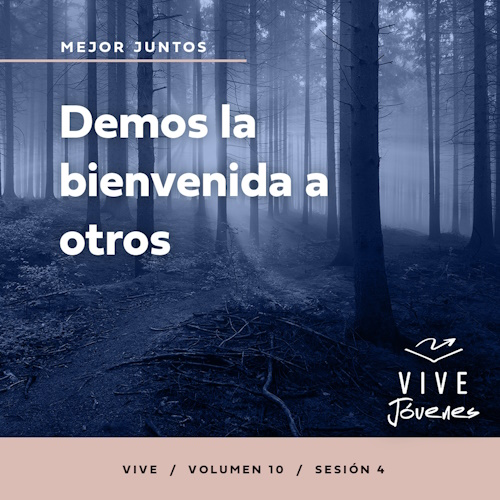 MEJOR JUNTOS
Demos la
bienvenida a
otros
VIVE
Jóvenes
VIVE / VOLUMEN 10 / SESIÓN 4